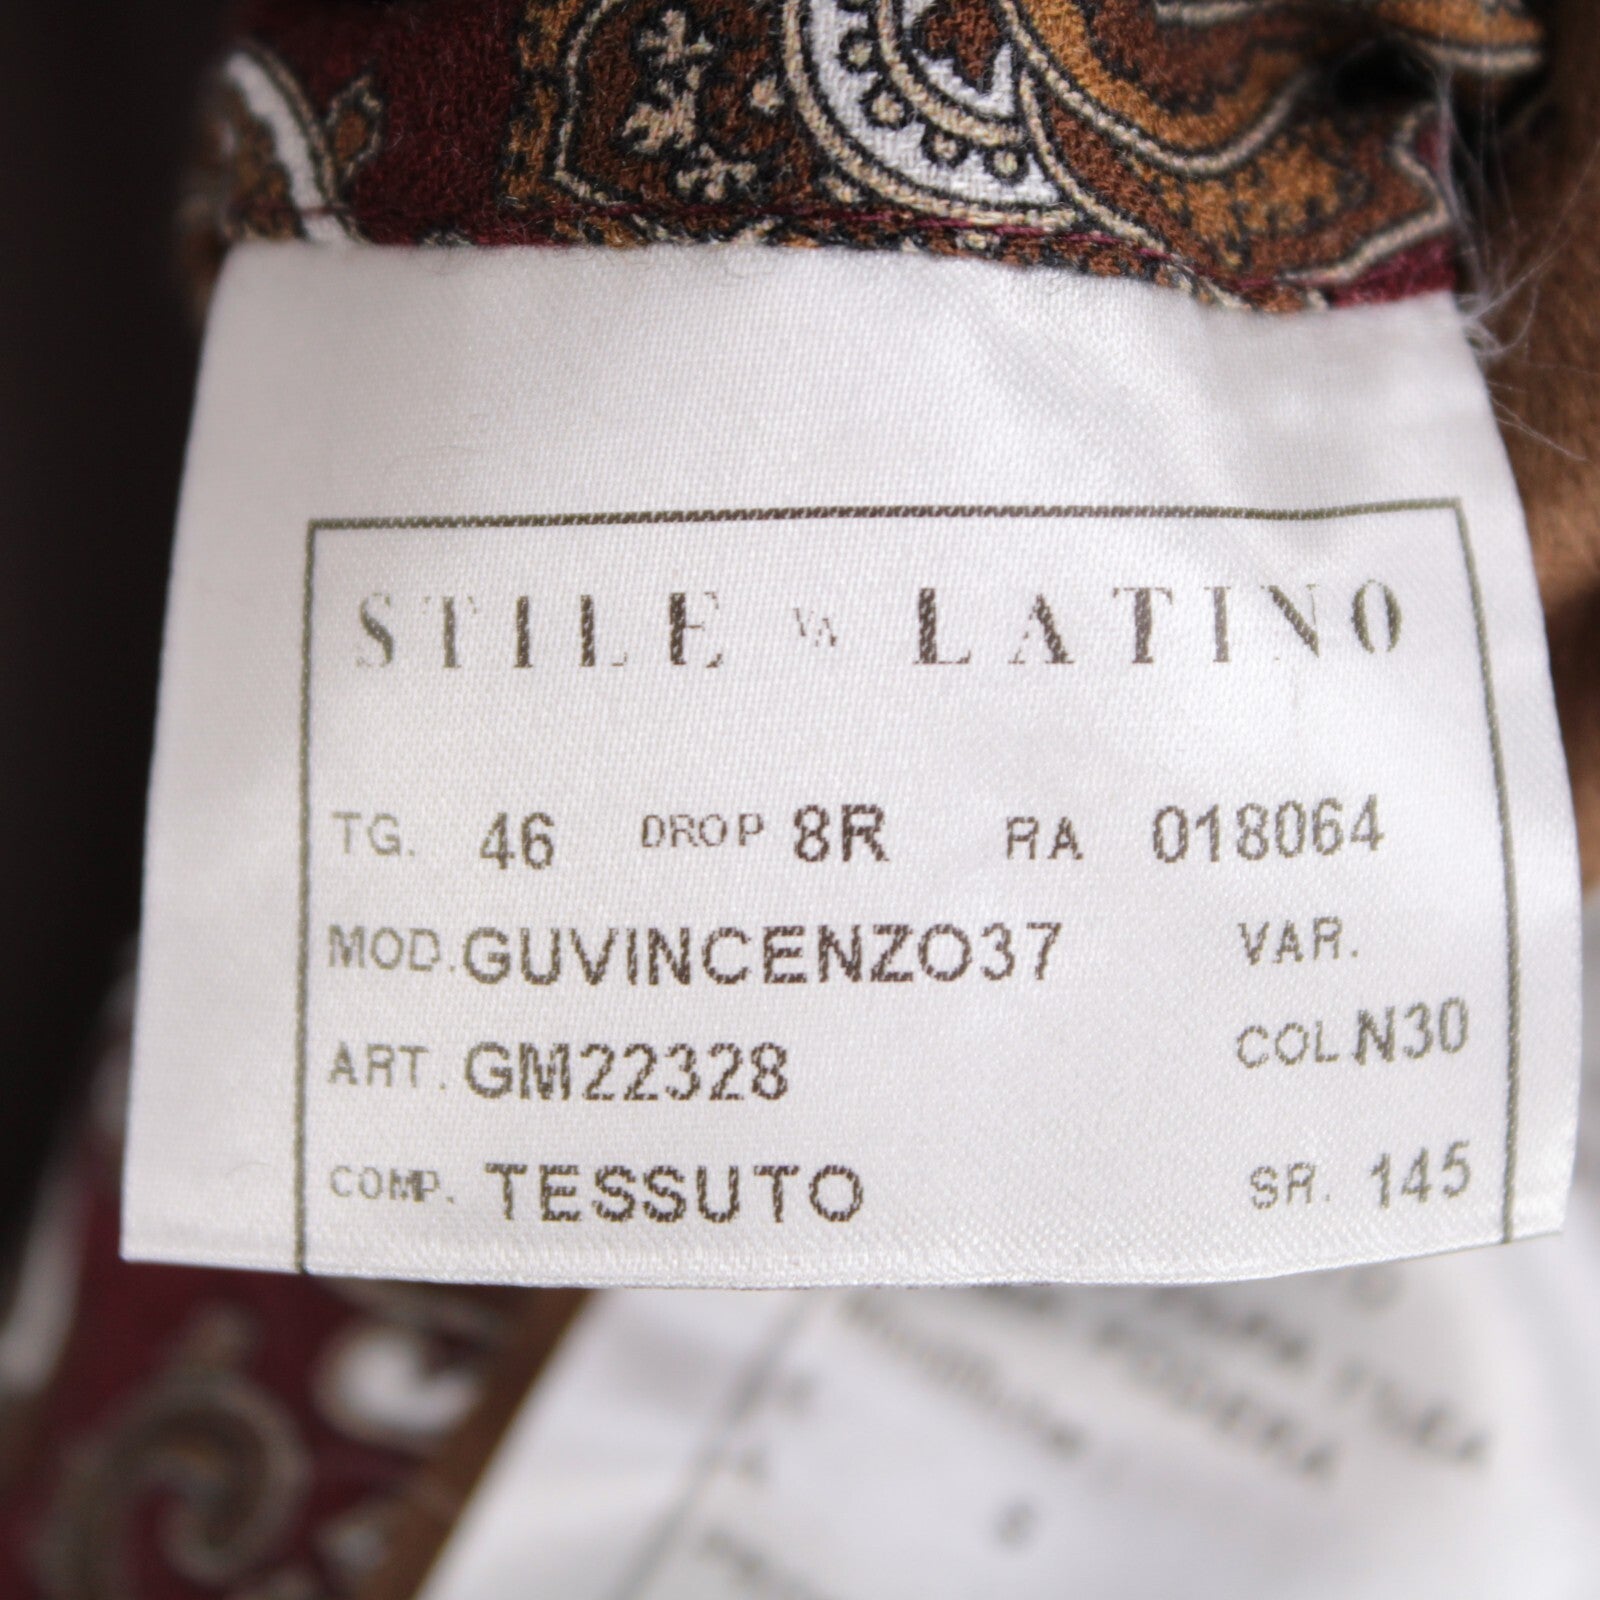 STILE VA LATINO
TG. 46 DROP 8R RA 018064
MOD. GUVINCENZO37 VAR.
ART. GM22328 COL. N30
COMP. TESSUTO SR. 145